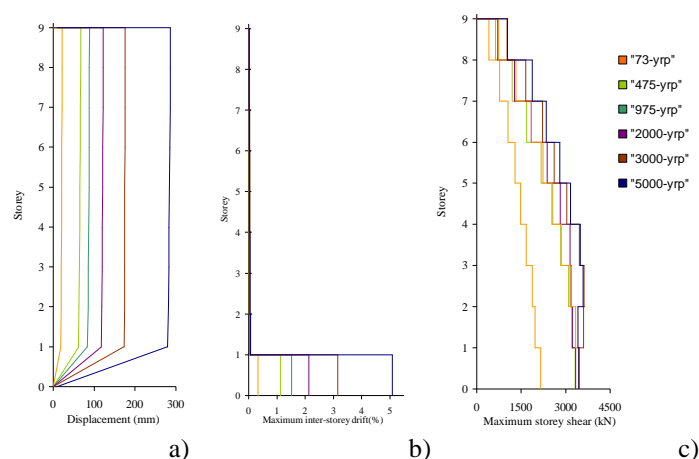 9
8
7
6
5
4
3
2
1
0
Storey
0 100 200 300
Displacement (mm)
a)
9
8
7
6
5
4
3
2
1
0
Storey
0 1 2 3 4 5
Maximum inter-storey drift(%)
b)
9
8
7
6
5
4
3
2
1
0
Storey
0 1500 3000 4500
Maximum storey shear (kN)
c)
"73-yrp"
"475-yrp"
"975-yrp"
"2000-yrp"
"3000-yrp"
"5000-yrp"